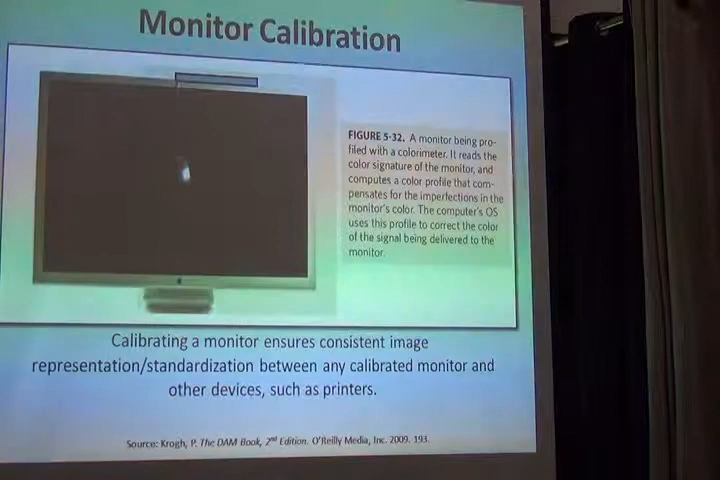 Monitor Calibration
FIGURE 5-32. A monitor being pro-
filed with a colorimeter. It reads the
color signature of the monitor, and
computes a color profile that com-
pensates for the imperfections in the
monitor's color. The computer's OS
uses this profile to correct the color
of the signal being delivered to the
monitor.
Calibrating a monitor ensures consistent image
representation/standardization between any calibrated monitor and
other devices, such as printers.
Source: Krogh, P. The DAM Book, 2nd Edition. O'Reilly Media, Inc. 2009. 193.